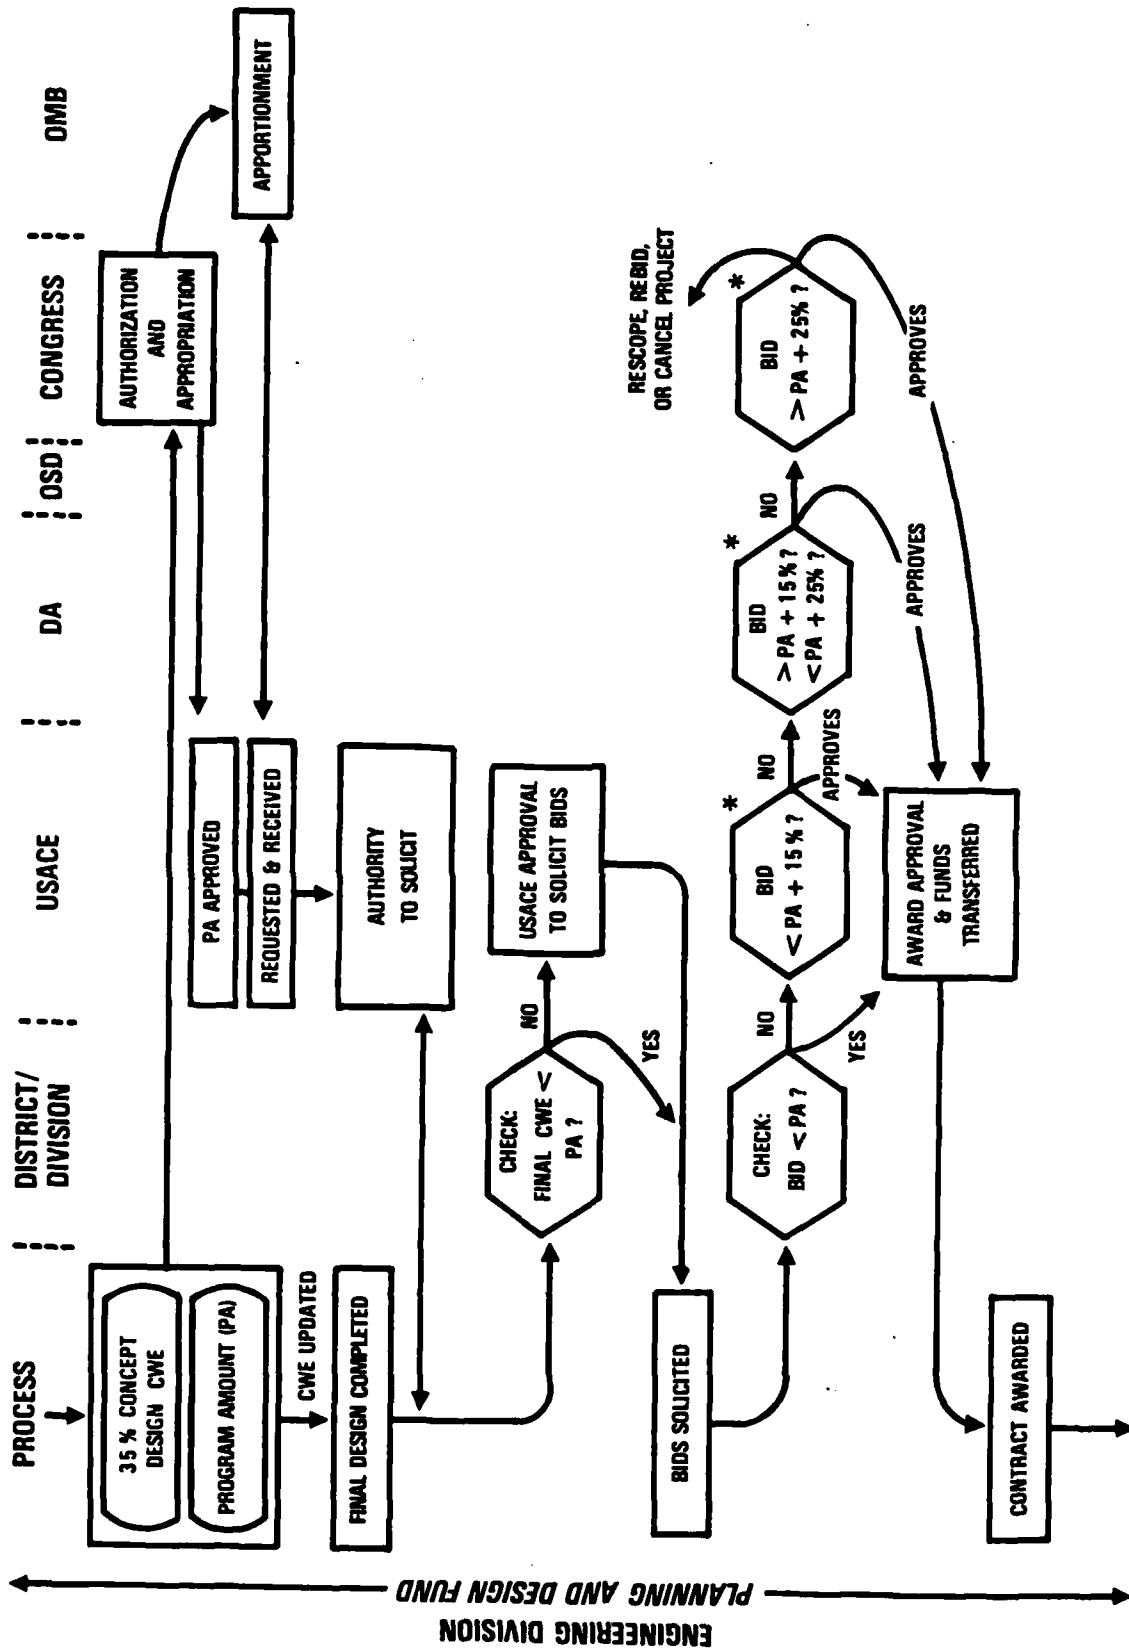 PROCESS
DISTRICT/
DIVISION
USACE
DA
OSD
CONGRESS
OMB
35% CONCEPT
DESIGN CWE
PROGRAM AMOUNT (PA)
AUTHORIZATION
AND
APPROPRIATION
APPORTIONMENT
PA APPROVED
REQUESTED & RECEIVED
CWE UPDATED
FINAL DESIGN COMPLETED
AUTHORITY
TO SOLICIT
CHECK:
FINAL CWE <
PA ?
NO
YES
USACE APPROVAL
TO SOLICIT BIDS
BIDS SOLICITED
CHECK:
BID < PA ?
NO
YES
BID
< PA + 15% ?
*
NO
APPROVES
BID
> PA + 15% ?
< PA + 25% ?
*
NO
APPROVES
BID
> PA + 25% ?
*
APPROVES
RESCOPE, REBID,
OR CANCEL PROJECT
AWARD APPROVAL
& FUNDS
TRANSFERRED
CONTRACT AWARDED
ENGINEERING DIVISION
PLANNING AND DESIGN FUND